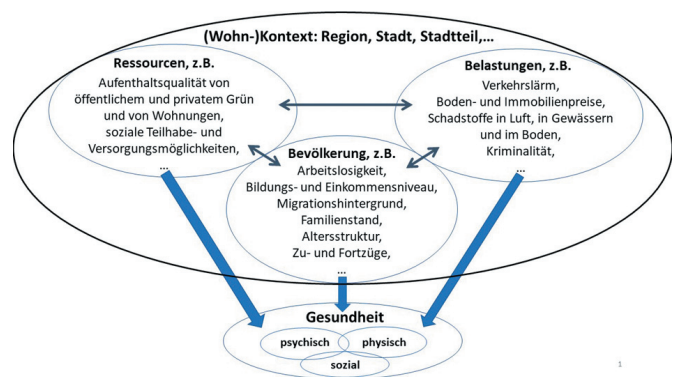 (Wohn-)Kontext: Region, Stadt, Stadtteil,...
Ressourcen, z.B.
Aufenthaltsqualität von
öffentlichem und privatem Grün
und von Wohnungen,
soziale Teilhabe- und
Versorgungsmöglichkeiten,
...
Belastungen, z.B.
Verkehrslärm,
Boden- und Immobilienpreise,
Schadstoffe in Luft, in Gewässern
und im Boden,
Kriminalität,
...
Bevölkerung, z.B.
Arbeitslosigkeit,
Bildungs- und Einkommensniveau,
Migrationshintergrund,
Familienstand,
Altersstruktur,
Zu- und Fortzüge,
...
Gesundheit
psychisch
physisch
sozial
1